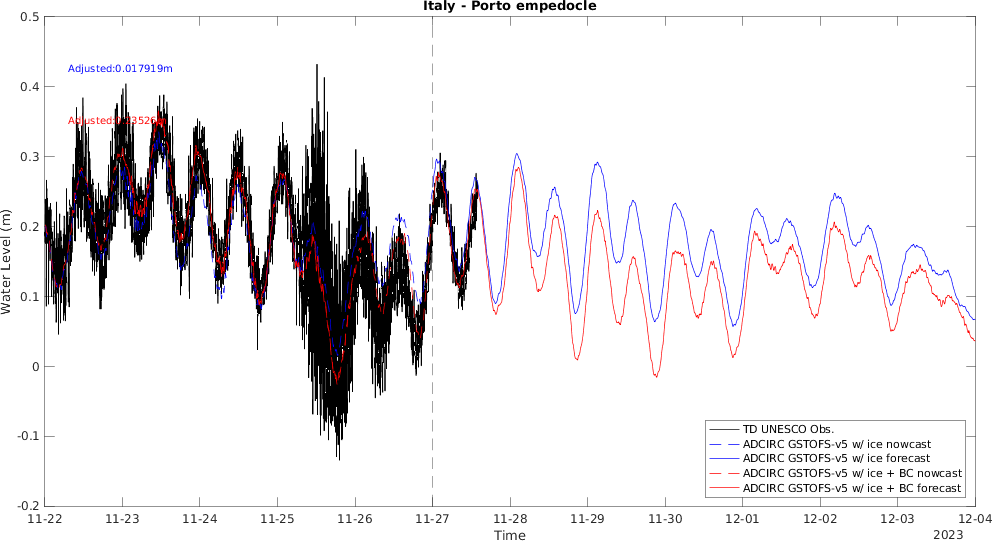 Italy - Porto empedocle
0.5
0.4
0.3
0.2
0.1
0
-0.1
-0.2
Water Level (m)
Adjusted:0.017919m
TD UNESCO Obs.
ADCIRC GSTOFS-v5 w/ ice nowcast
ADCIRC GSTOFS-v5 w/ ice forecast
ADCIRC GSTOFS-v5 w/ ice + BC nowcast
ADCIRC GSTOFS-v5 w/ ice + BC forecast
11-22 11-23 11-24 11-25 11-26 11-27 11-28 11-29 11-30 12-01 12-02 12-03 12-04
Time
2023